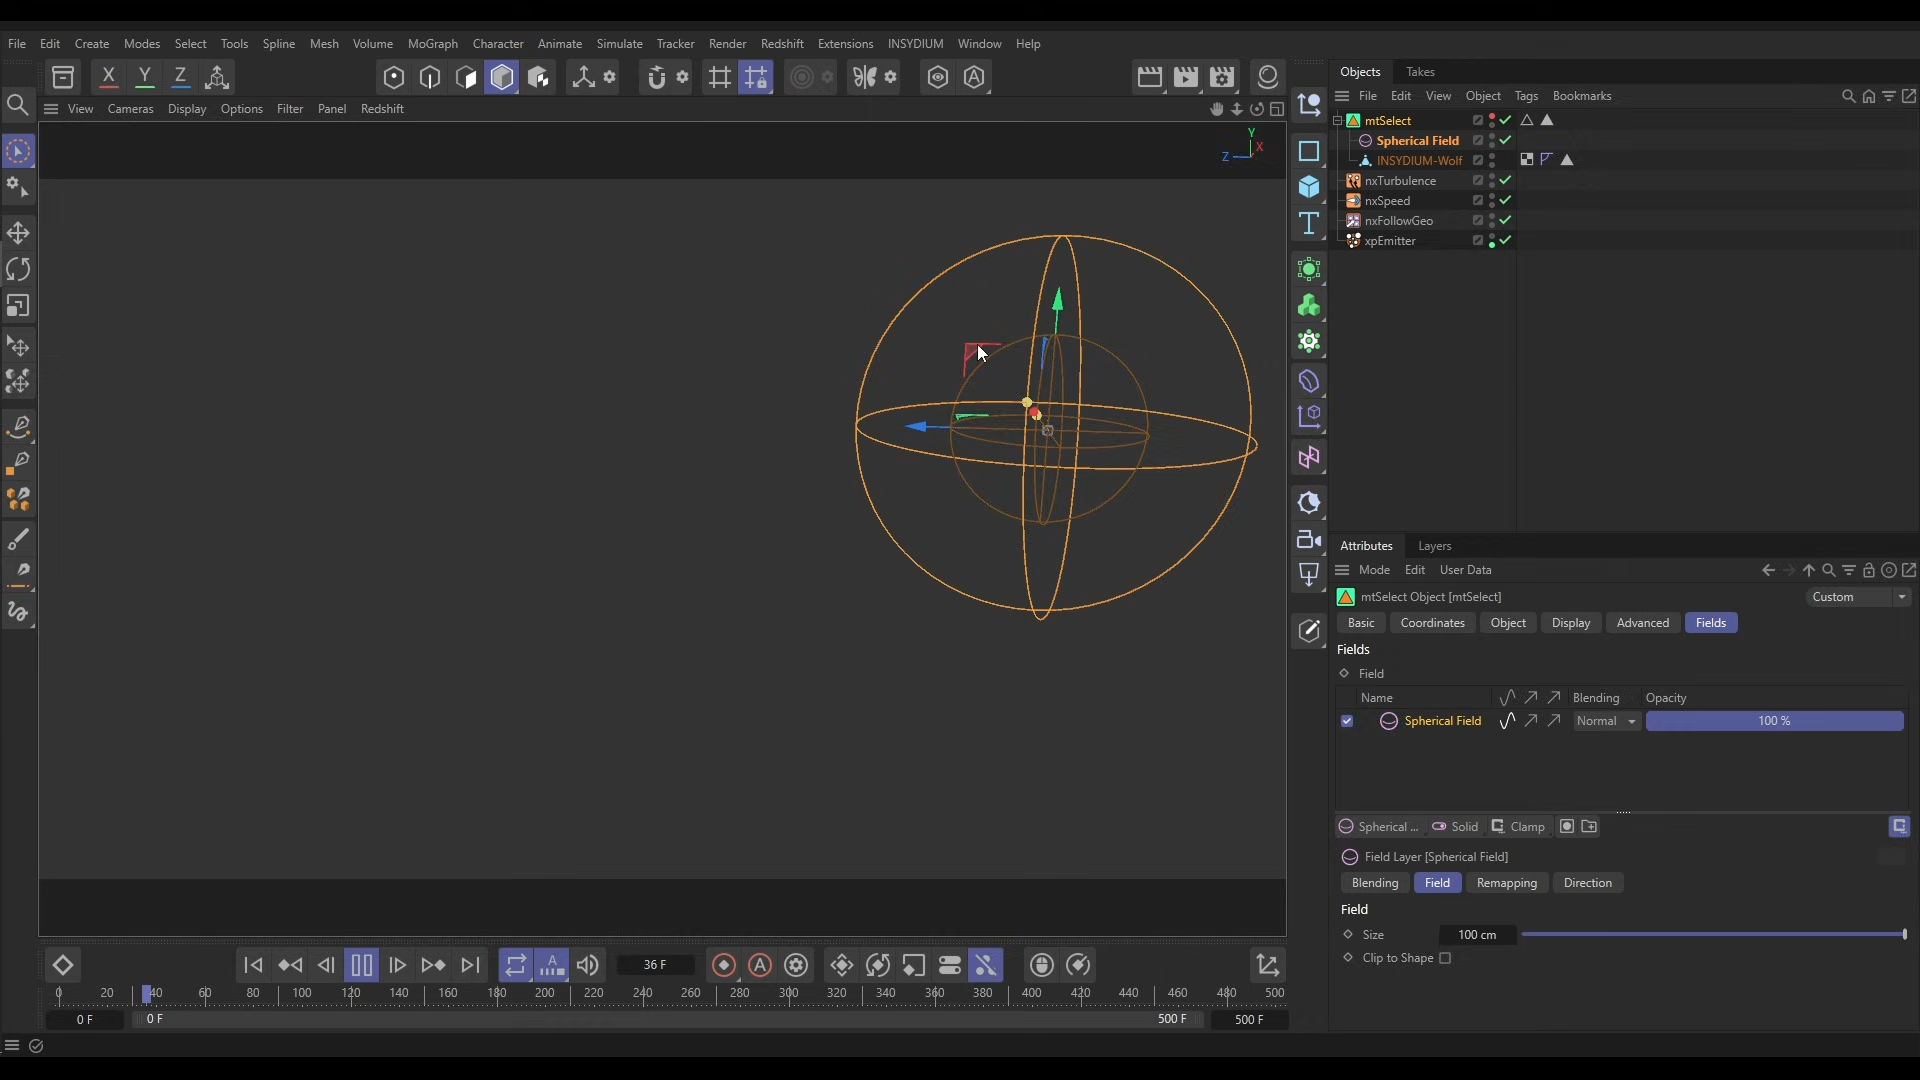 File Edit Create Modes Select Tools Spline Mesh Volume MoGraph Character Animate Simulate Tracker Render Redshift Extensions INSYDIUM Window Help
X Y Z
View Cameras Display Options Filter Panel Redshift
Y
X
Z
Objects Takes
File Edit View Object Tags Bookmarks
mtSelect
Spherical Field
INSYDIUM-Wolf
nxTurbulence
nxSpeed
nxFollowGeo
xpEmitter
Attributes Layers
Mode Edit User Data
mtSelect Object [mtSelect] Custom
Basic Coordinates Object Display Advanced Fields
Fields
Field
Name Blending Opacity
Spherical Field Normal 100 %
Spherical ... Solid Clamp
Field Layer [Spherical Field]
Blending Field Remapping Direction
Field
Size 100 cm
Clip to Shape
A 36 F A
0 20 40 60 80 100 120 140 160 180 200 220 240 260 280 300 320 340 360 380 400 420 440 460 480 500
0 F 0 F 500 F 500 F